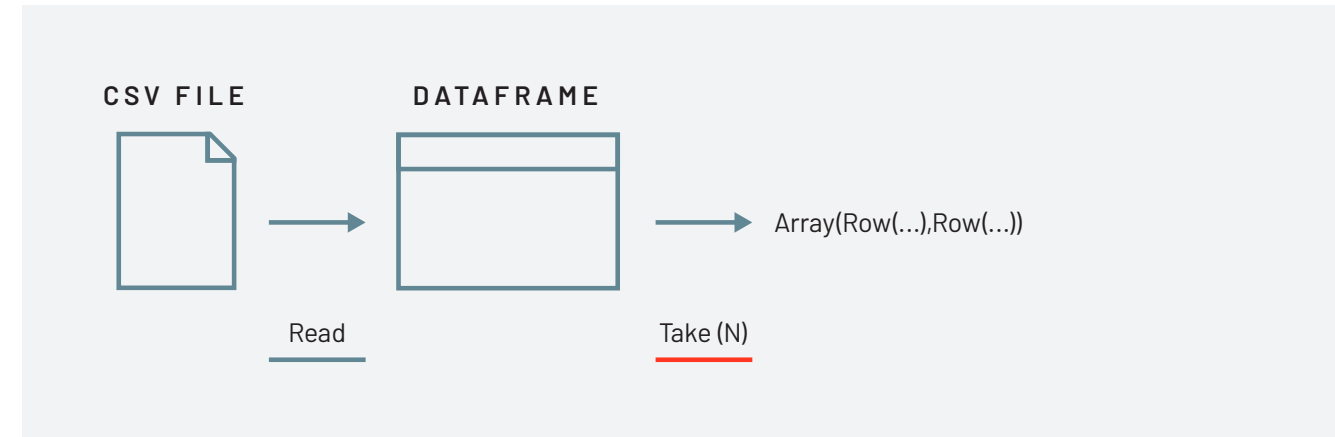 CSV FILE
DATAFRAME
Array(Row(...),Row(...))
Read
Take (N)